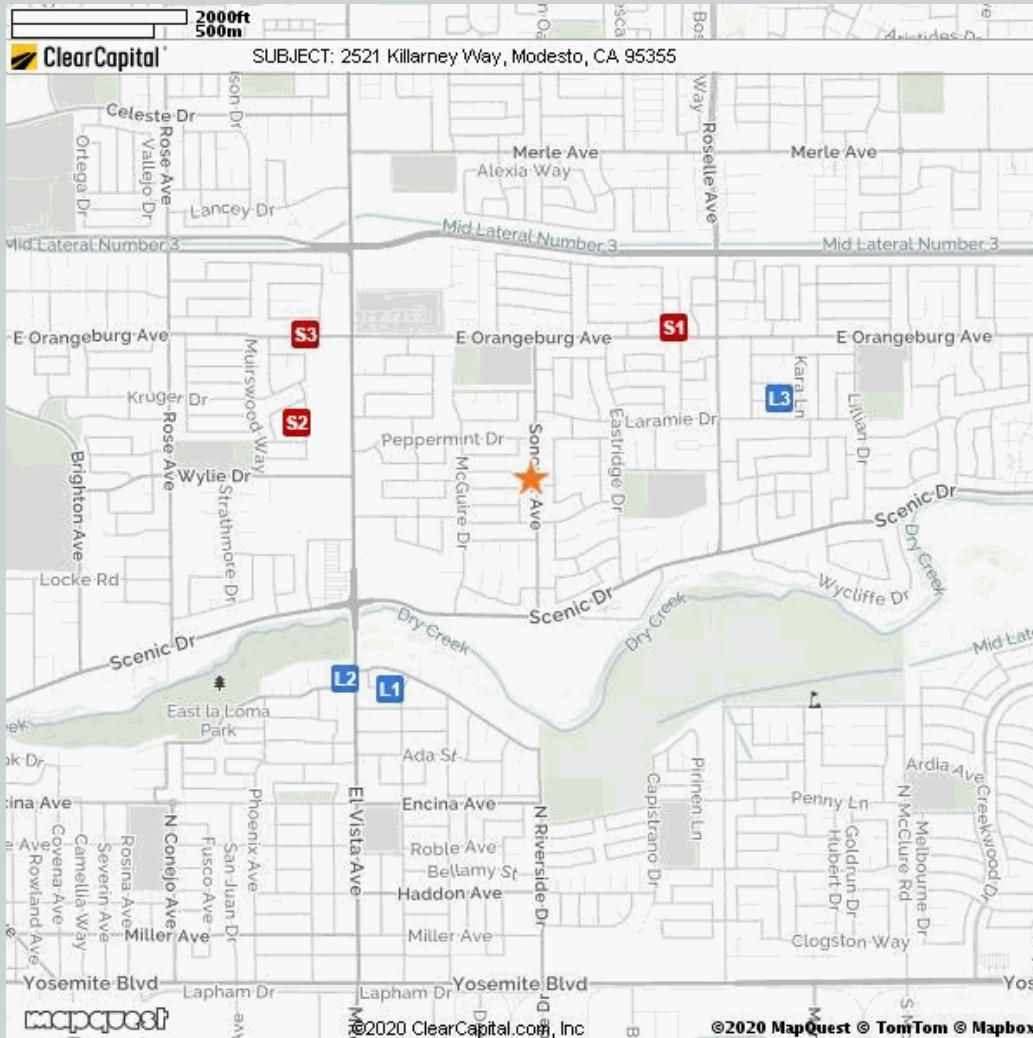 2000ft
500m
ClearCapital
SUBJECT: 2521 Killarney Way, Modesto, CA 95355
Celeste Dr
Ortega Dr
Vallejo Dr
Rose Ave
Lancey Dr
Merle Ave
Merle Ave
Alexia Way
Way
Roselle Ave
Mid Lateral Number 3
Mid Lateral Number 3
Mid Lateral Number 3
E Orangeburg Ave
S3
E Orangeburg Ave
S1
E Orangeburg Ave
Muirswood Way
Kruger Dr
S2
Rose Ave
L3
Kara Ln
Lillian Dr
Laramie Dr
Eastridge Dr
Peppermint Dr
McGuire Dr
Ave
Brighton Ave
Wylie Dr
Strathmore Dr
Scenic Dr
Dry Creek
Locke Rd
Wycliffe Dr
Scenic Dr
Dry Creek
Dry Creek
Scenic Dr
L2
L1
East la Loma
Park
Ada St
Ardia Ave
Creekwood Dr
Capistrano Dr
Pirinen Ln
Encina Ave
Penny Ln
El Vista Ave
Phoenix Ave
N Conejo Ave
N Riverside Dr
Roble Ave
Bellamy St
Haddon Ave
Goldrun Dr
Hubert Dr
N McClure Rd
Melbourne Dr
Rowland Ave
Covena Ave
Camellia Way
Severin Ave
Rosina Ave
Fusco Ave
San Juan Dr
Miller Ave
Miller Ave
Clogston Way
Yosemite Blvd
Yosemite Blvd
Lapham Dr
Lapham Dr
mapquest
©2020 ClearCapital.com, Inc
©2020 MapQuest © TomTom © Mapbox